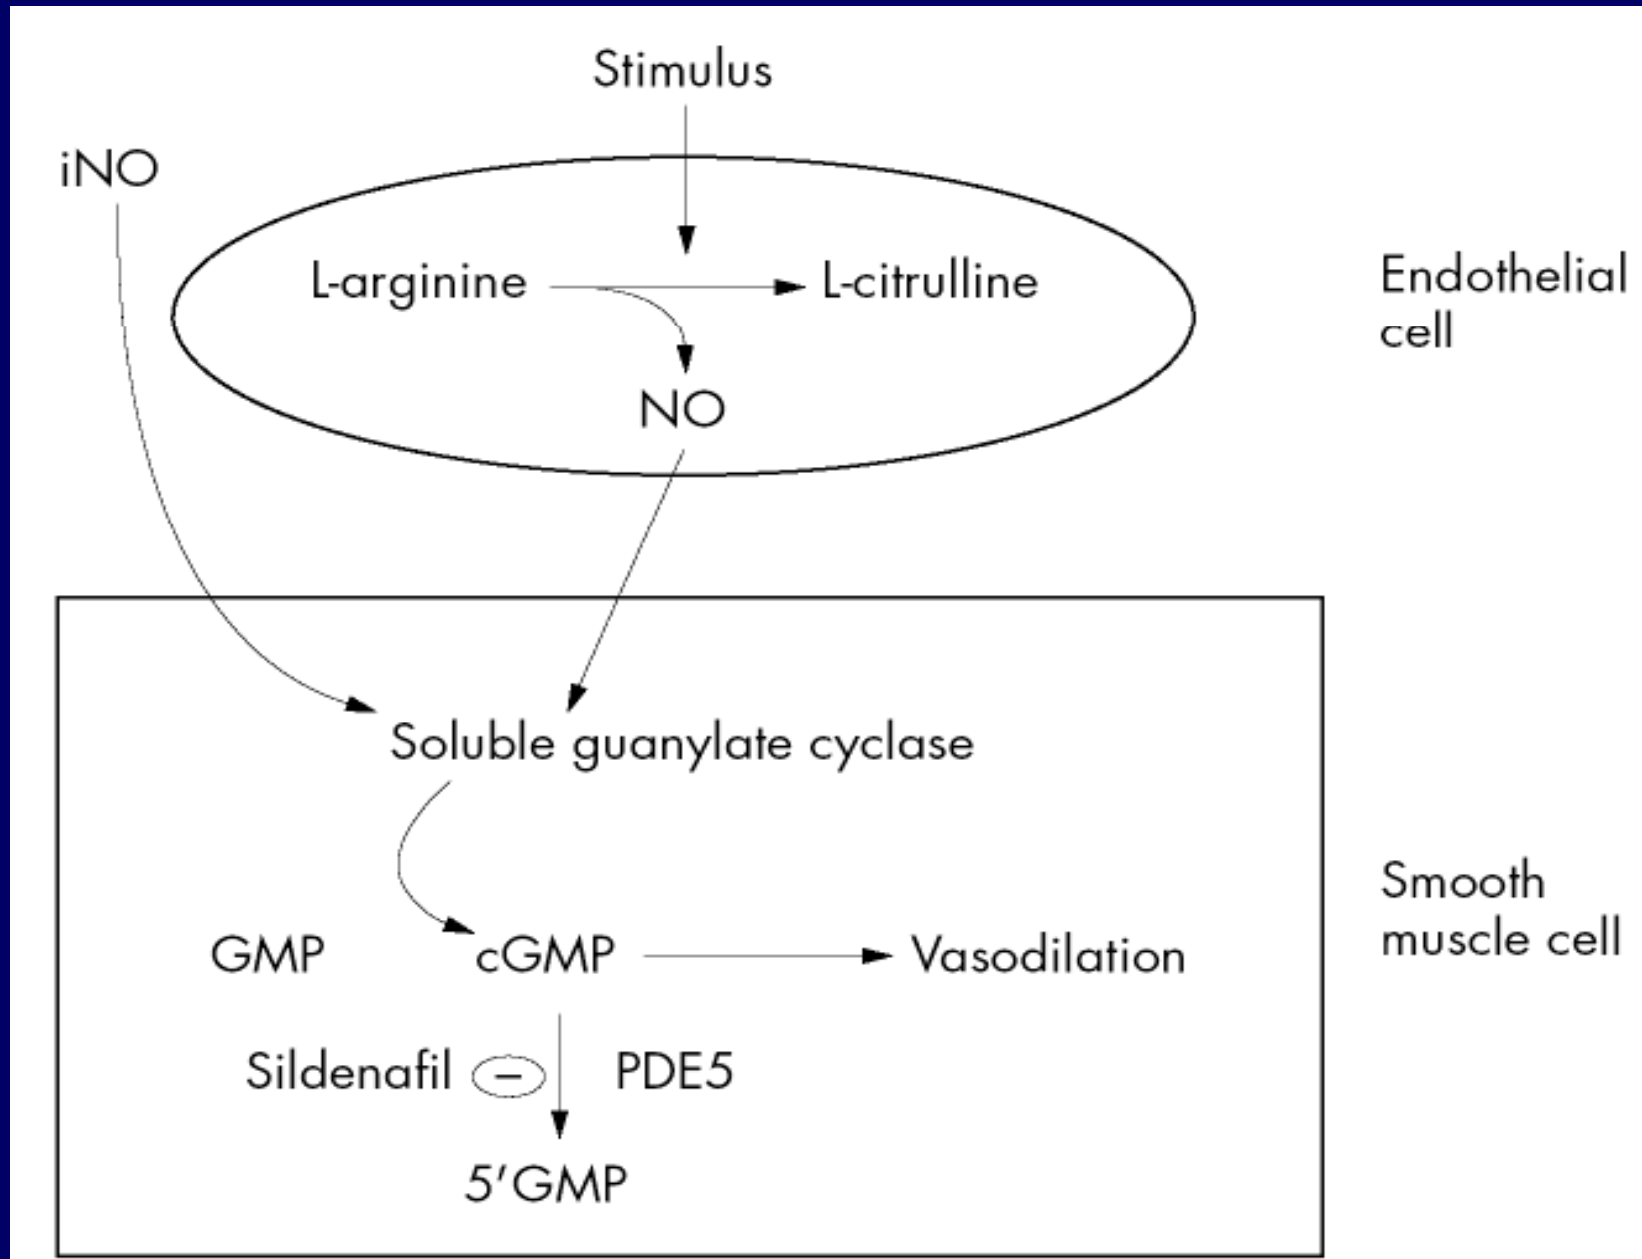 Stimulus
iNO
L-arginine
L-citrulline
NO
Endothelial
cell
Soluble guanylate cyclase
GMP
cGMP
Vasodilation
Smooth
muscle cell
Sildenafil
−
PDE5
5′GMP